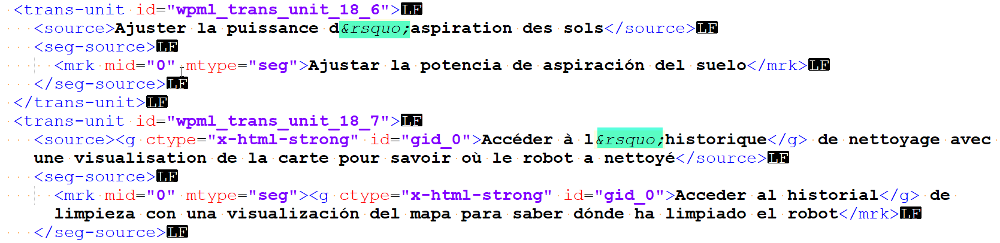 <trans-unit id="wpml_trans_unit_18_6">LF
<source>Ajuster la puissance d&rsquo;aspiration des sols</source>LF
<seg-source>LF
<mrk mid="0" mtype="seg">Ajustar la potencia de aspiración del suelo</mrk>LF
</seg-source>LF
</trans-unit>LF
<trans-unit id="wpml_trans_unit_18_7">LF
<source><g ctype="x-html-strong" id="gid_0">Accéder à l&rsquo;historique</g> de nettoyage avec
une visualisation de la carte pour savoir où le robot a nettoyé</source>LF
<seg-source>LF
<mrk mid="0" mtype="seg"><g ctype="x-html-strong" id="gid_0">Acceder al historial</g> de
limpieza con una visualización del mapa para saber dónde ha limpiado el robot</mrk>LF
</seg-source>LF